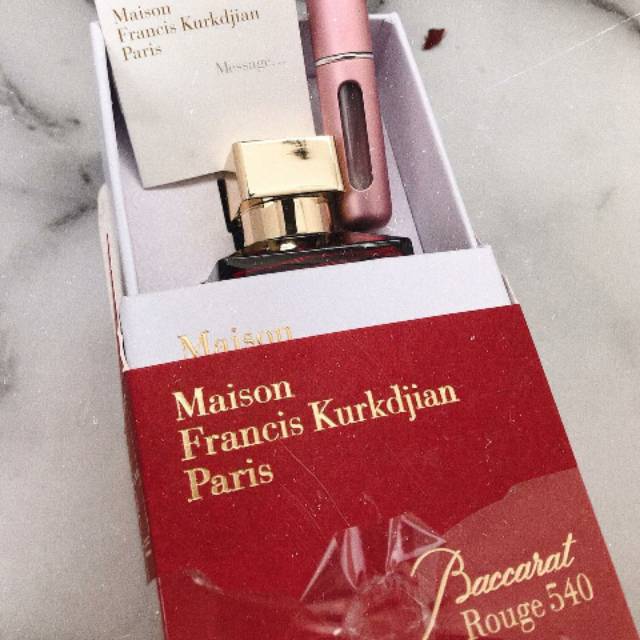 Maison
Francis Kurkdjian
Paris
Message...
Maison
Maison
Francis Kurkdjian
Paris
Baccarat
Rouge 540